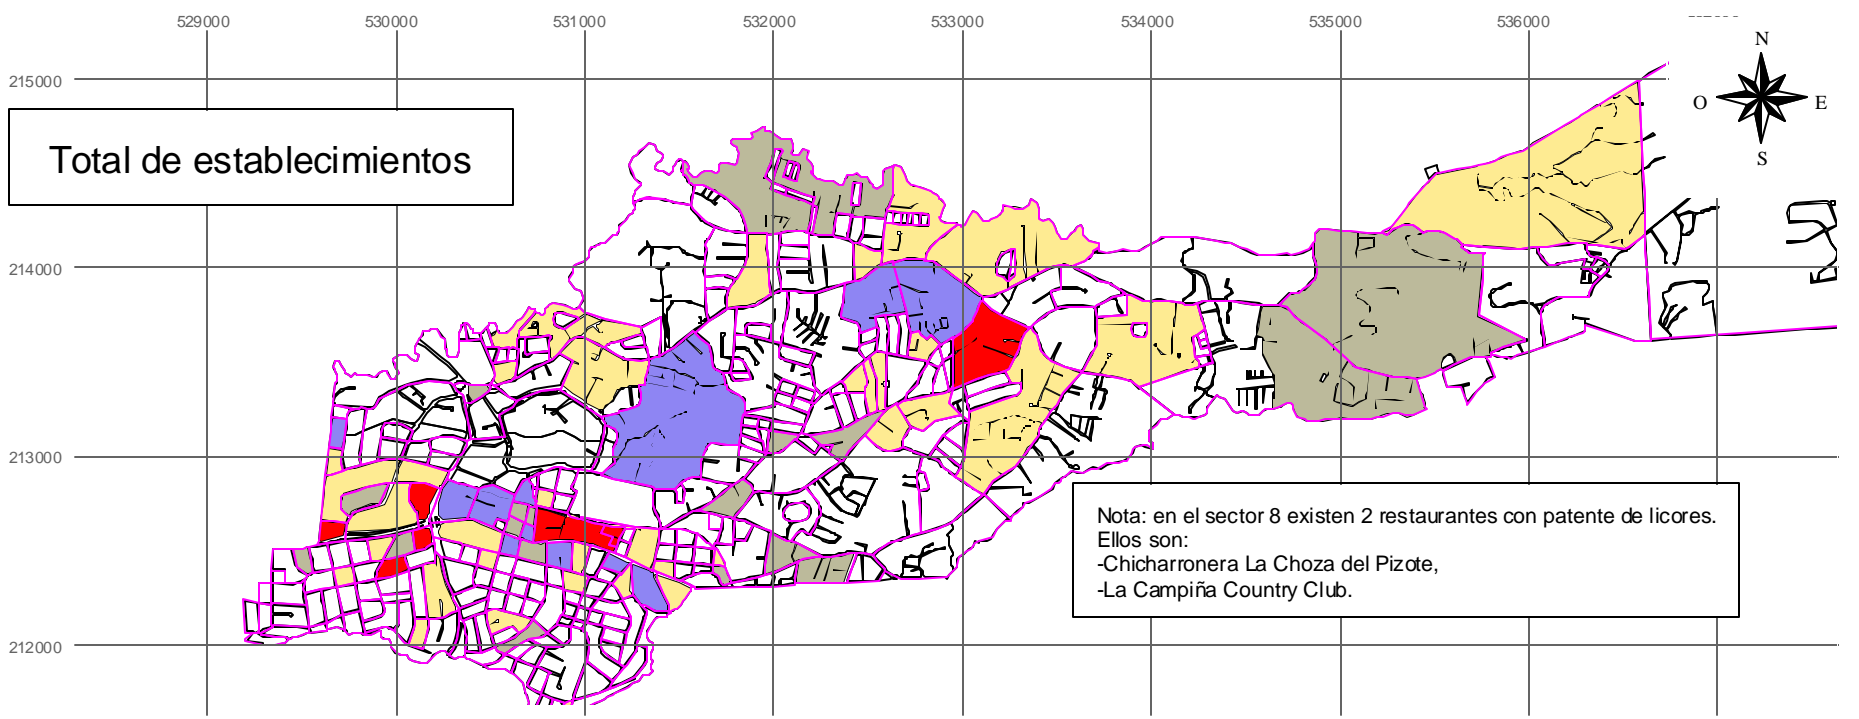 529000 530000 531000 532000 533000 534000 535000 536000
N
O E
S
215000
Total de establecimientos
214000
213000
Nota: en el sector 8 existen 2 restaurantes con patente de licores.
Ellos son:
-Chicharronera La Choza del Pizote,
-La Campiña Country Club.
212000